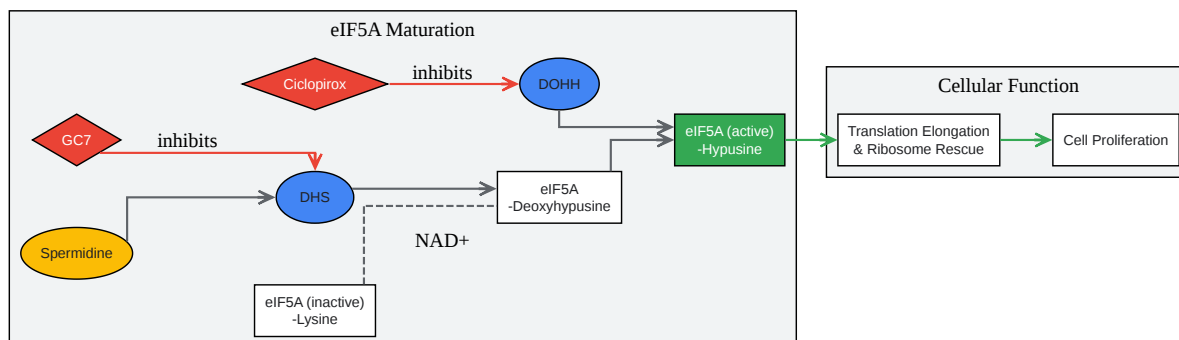 eIF5A Maturation
Ciclopirox
inhibits
DOHH
Cellular Function
GC7
inhibits
eIF5A (active)
-Hypusine
Translation Elongation
& Ribosome Rescue
Cell Proliferation
DHS
eIF5A
-Deoxyhypusine
NAD+
Spermidine
eIF5A (inactive)
-Lysine